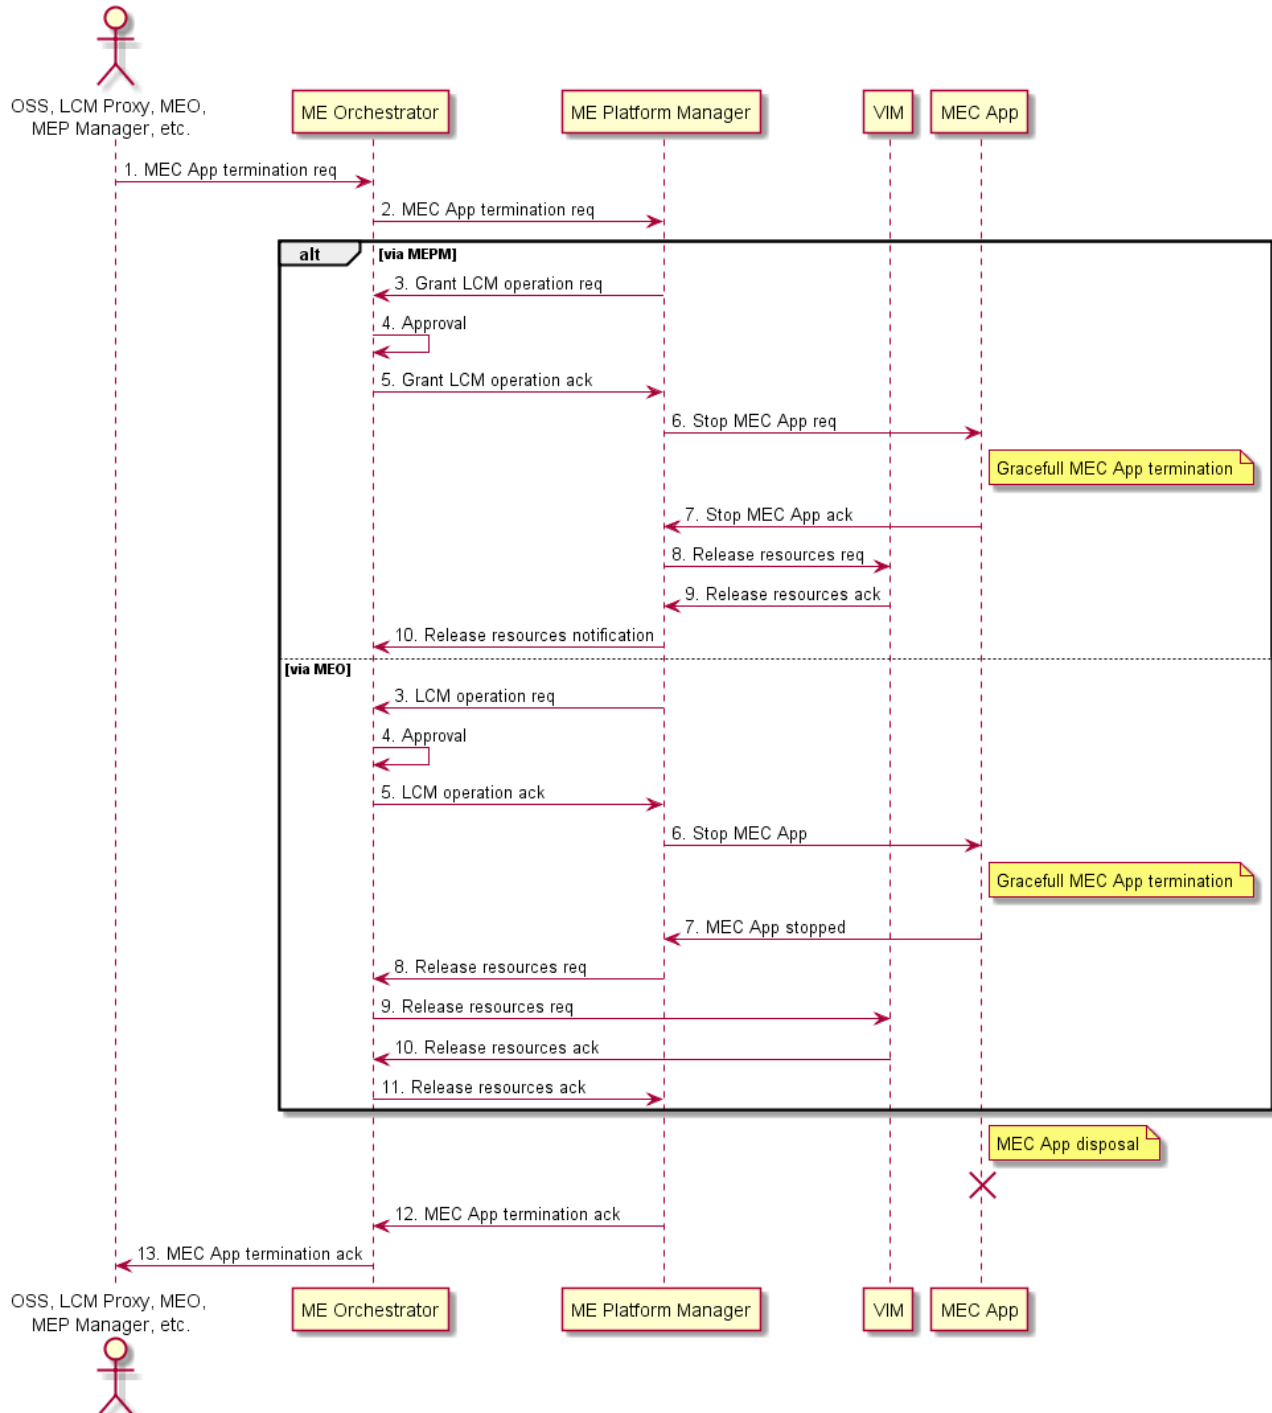 OSS, LCM Proxy, MEO,
MEP Manager, etc.
ME Orchestrator
ME Platform Manager
VIM
MEC App
1. MEC App termination req
2. MEC App termination req
alt
[via MEPM]
3. Grant LCM operation req
4. Approval
5. Grant LCM operation ack
6. Stop MEC App req
Gracefull MEC App termination
7. Stop MEC App ack
8. Release resources req
9. Release resources ack
10. Release resources notification
[via MEO]
3. LCM operation req
4. Approval
5. LCM operation ack
6. Stop MEC App
Gracefull MEC App termination
7. MEC App stopped
8. Release resources req
9. Release resources req
10. Release resources ack
11. Release resources ack
MEC App disposal
12. MEC App termination ack
13. MEC App termination ack
OSS, LCM Proxy, MEO,
MEP Manager, etc.
ME Orchestrator
ME Platform Manager
VIM
MEC App